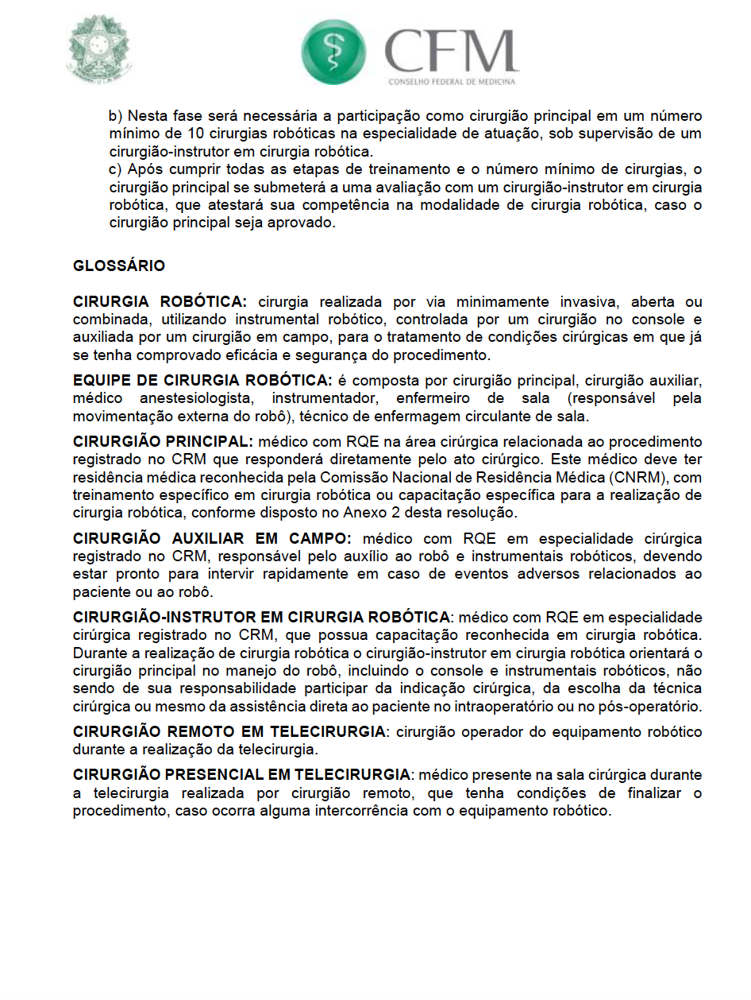 CFM
CONSELHO FEDERAL DE MEDICINA
b) Nesta fase será necessária a participação como cirurgião principal em um número
mínimo de 10 cirurgias robóticas na especialidade de atuação, sob supervisão de um
cirurgião-instrutor em cirurgia robótica.
c) Após cumprir todas as etapas de treinamento e o número mínimo de cirurgias, o
cirurgião principal se submeterá a uma avaliação com um cirurgião-instrutor em cirurgia
robótica, que atestará sua competência na modalidade de cirurgia robótica, caso o
cirurgião principal seja aprovado.
GLOSSÁRIO
CIRURGIA ROBÓTICA: cirurgia realizada por via minimamente invasiva, aberta ou
combinada, utilizando instrumental robótico, controlada por um cirurgião no console e
auxiliada por um cirurgião em campo, para o tratamento de condições cirúrgicas em que já
se tenha comprovado eficácia e segurança do procedimento.
EQUIPE DE CIRURGIA ROBÓTICA: é composta por cirurgião principal, cirurgião auxiliar,
médico anestesiologista, instrumentador, enfermeiro de sala (responsável pela
movimentação externa do robô), técnico de enfermagem circulante de sala.
CIRURGIÃO PRINCIPAL: médico com RQE na área cirúrgica relacionada ao procedimento
registrado no CRM que responderá diretamente pelo ato cirúrgico. Este médico deve ter
residência médica reconhecida pela Comissão Nacional de Residência Médica (CNRM), com
treinamento específico em cirurgia robótica ou capacitação específica para a realização de
cirurgia robótica, conforme disposto no Anexo 2 desta resolução.
CIRURGIÃO AUXILIAR EM CAMPO: médico com RQE em especialidade cirúrgica
registrado no CRM, responsável pelo auxílio ao robô e instrumentais robóticos, devendo
estar pronto para intervir rapidamente em caso de eventos adversos relacionados ao
paciente ou ao robô.
CIRURGIÃO-INSTRUTOR EM CIRURGIA ROBÓTICA: médico com RQE em especialidade
cirúrgica registrado no CRM, que possua capacitação reconhecida em cirurgia robótica.
Durante a realização de cirurgia robótica o cirurgião-instrutor em cirurgia robótica orientará o
cirurgião principal no manejo do robô, incluindo o console e instrumentais robóticos, não
sendo de sua responsabilidade participar da indicação cirúrgica, da escolha da técnica
cirúrgica ou mesmo da assistência direta ao paciente no intraoperatório ou no pós-operatório.
CIRURGIÃO REMOTO EM TELECIRURGIA: cirurgião operador do equipamento robótico
durante a realização da telecirurgia.
CIRURGIÃO PRESENCIAL EM TELECIRURGIA: médico presente na sala cirúrgica durante
a telecirurgia realizada por cirurgião remoto, que tenha condições de finalizar o
procedimento, caso ocorra alguma intercorrência com o equipamento robótico.